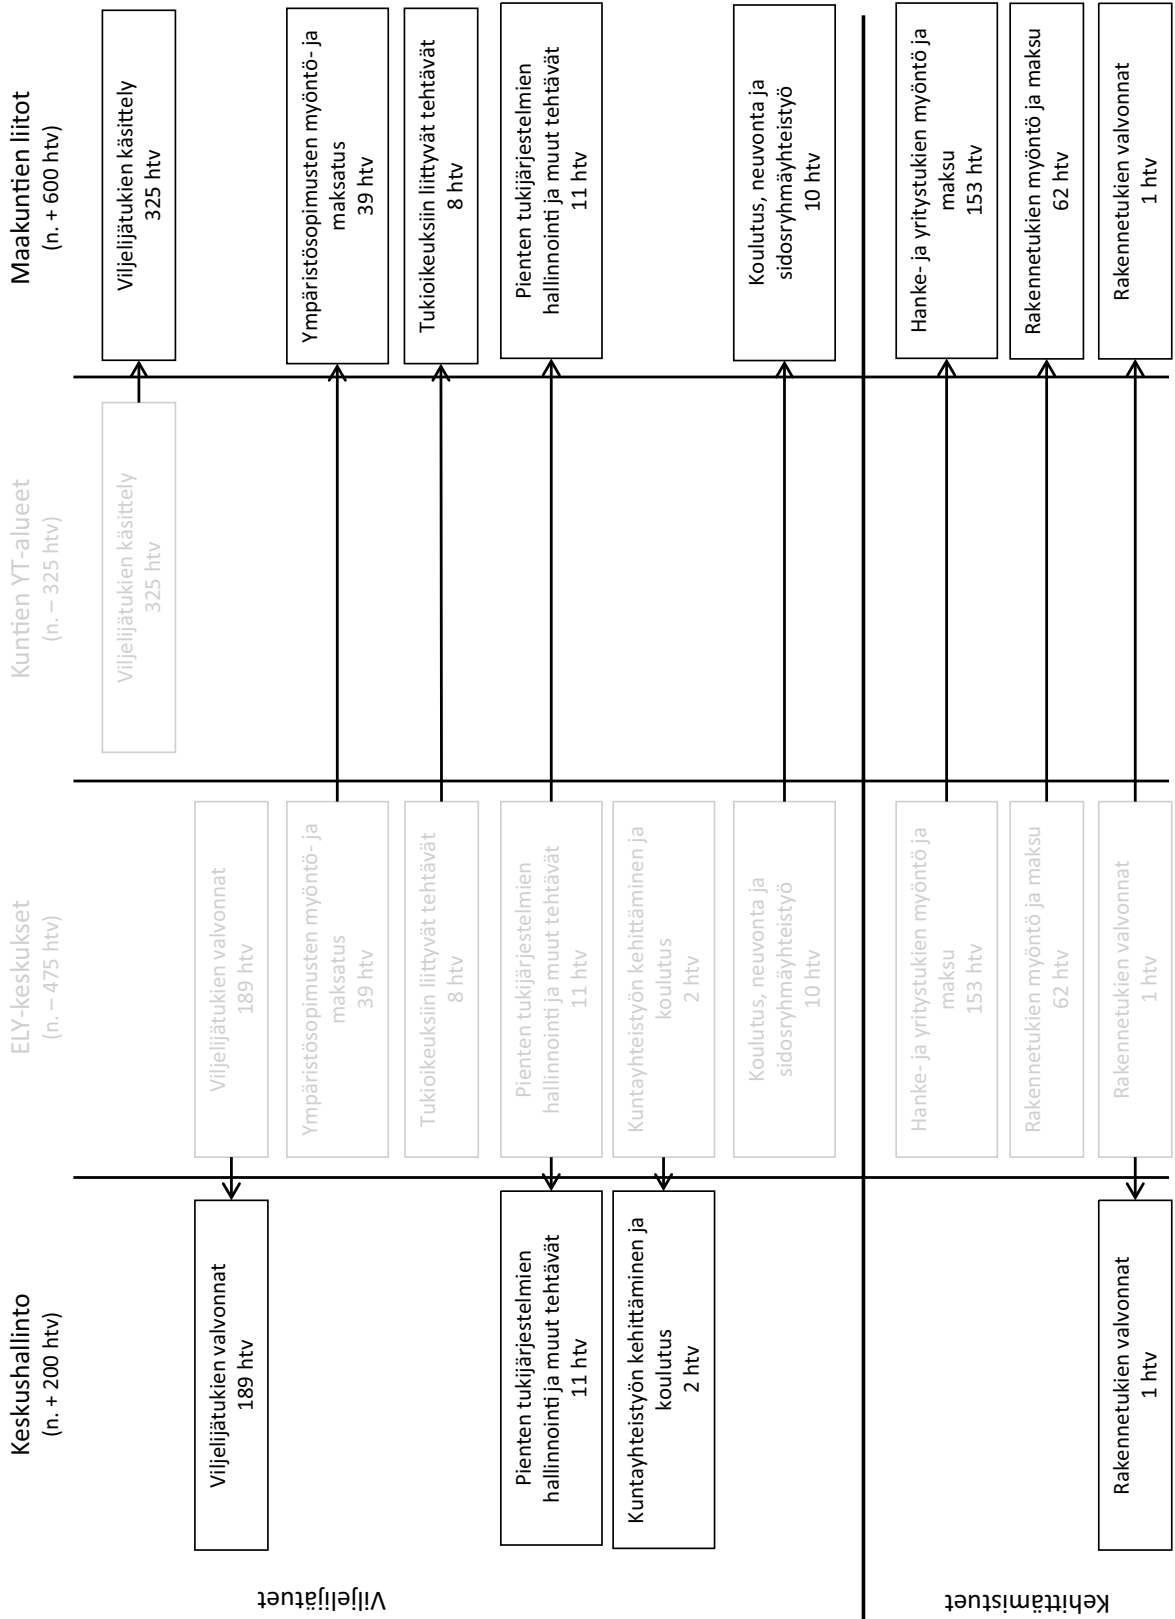 Keskushallinto
(n. + 200 htv)
ELY-keskukset
(n. – 475 htv)
Kuntien YT-alueet
(n. – 325 htv)
Maakuntien liitot
(n. + 600 htv)
Viljelijätuet
Viljelijätukien käsittely
325 htv
Viljelijätukien käsittely
325 htv
Viljelijätukien valvonnat
189 htv
Viljelijätukien valvonnat
189 htv
Ympäristösopimusten myöntö- ja
maksatus
39 htv
Ympäristösopimusten myöntö- ja
maksatus
39 htv
Tukioikeuksiin liittyvät tehtävät
8 htv
Tukioikeuksiin liittyvät tehtävät
8 htv
Pienten tukijärjestelmien
hallinnointi ja muut tehtävät
11 htv
Pienten tukijärjestelmien
hallinnointi ja muut tehtävät
11 htv
Pienten tukijärjestelmien
hallinnointi ja muut tehtävät
11 htv
Kuntayhteistyön kehittäminen ja
koulutus
2 htv
Kuntayhteistyön kehittäminen ja
koulutus
2 htv
Koulutus, neuvonta ja
sidosryhmäyhteistyö
10 htv
Koulutus, neuvonta ja
sidosryhmäyhteistyö
10 htv
Kehittämistuet
Hanke- ja yritystukien myöntö ja
maksu
153 htv
Hanke- ja yritystukien myöntö ja
maksu
153 htv
Rakennetukien myöntö ja maksu
62 htv
Rakennetukien myöntö ja maksu
62 htv
Rakennetukien valvonnat
1 htv
Rakennetukien valvonnat
1 htv
Rakennetukien valvonnat
1 htv